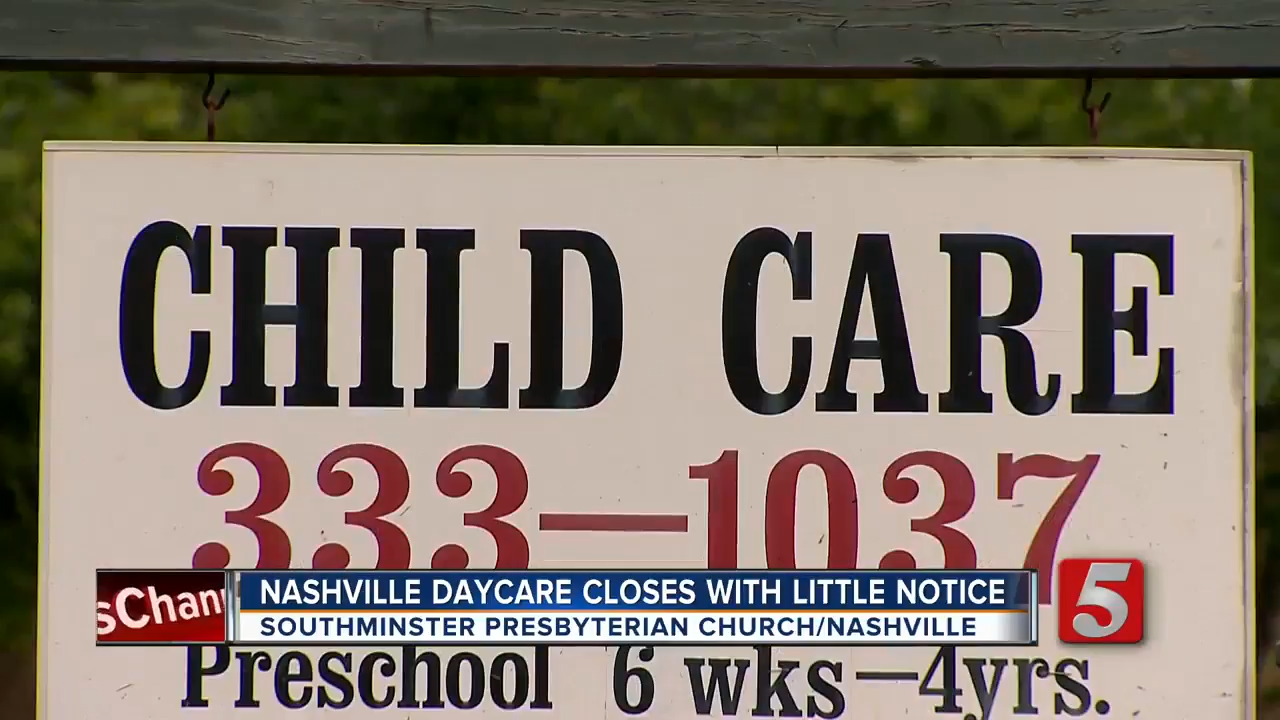 CHILD CARE
333-1037
sChan
NASHVILLE DAYCARE CLOSES WITH LITTLE NOTICE
5
SOUTHMINSTER PRESBYTERIAN CHURCH/NASHVILLE
Preschool 6 wks-4yrs.